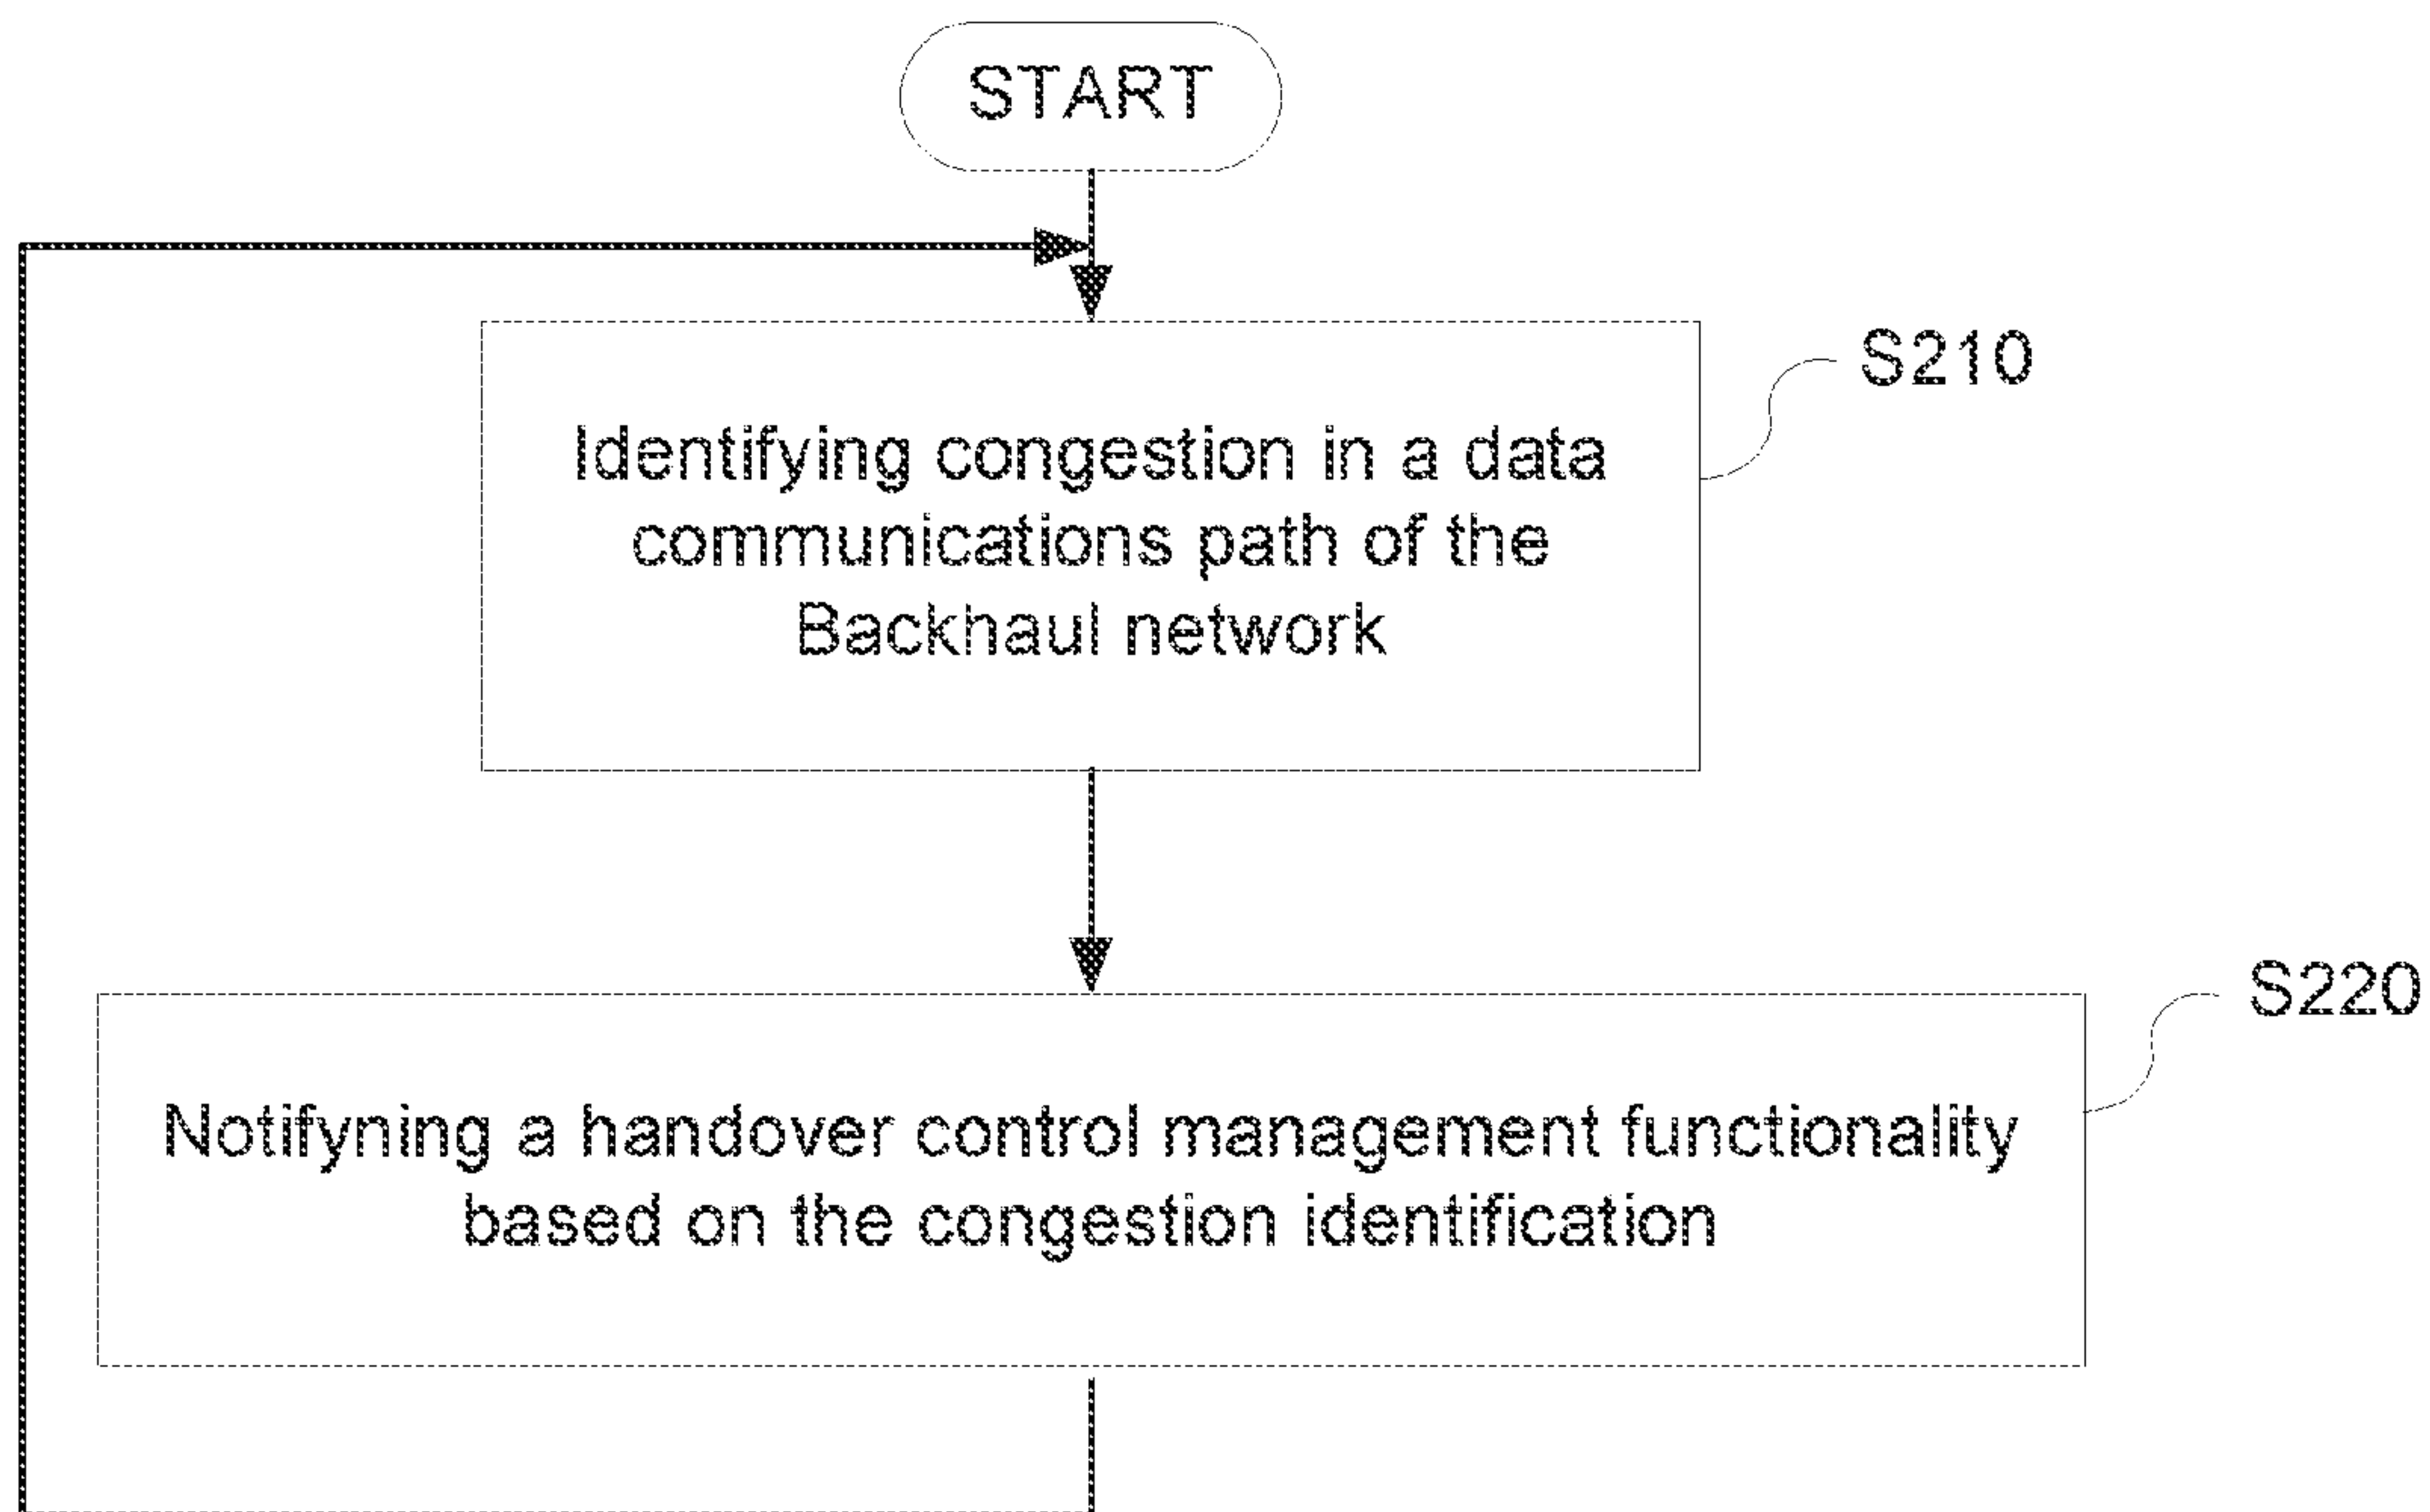 START
S210
Identifying congestion in a data
communications path of the
Backhaul network
S220
Notifyning a handover control management functionality
based on the congestion identification